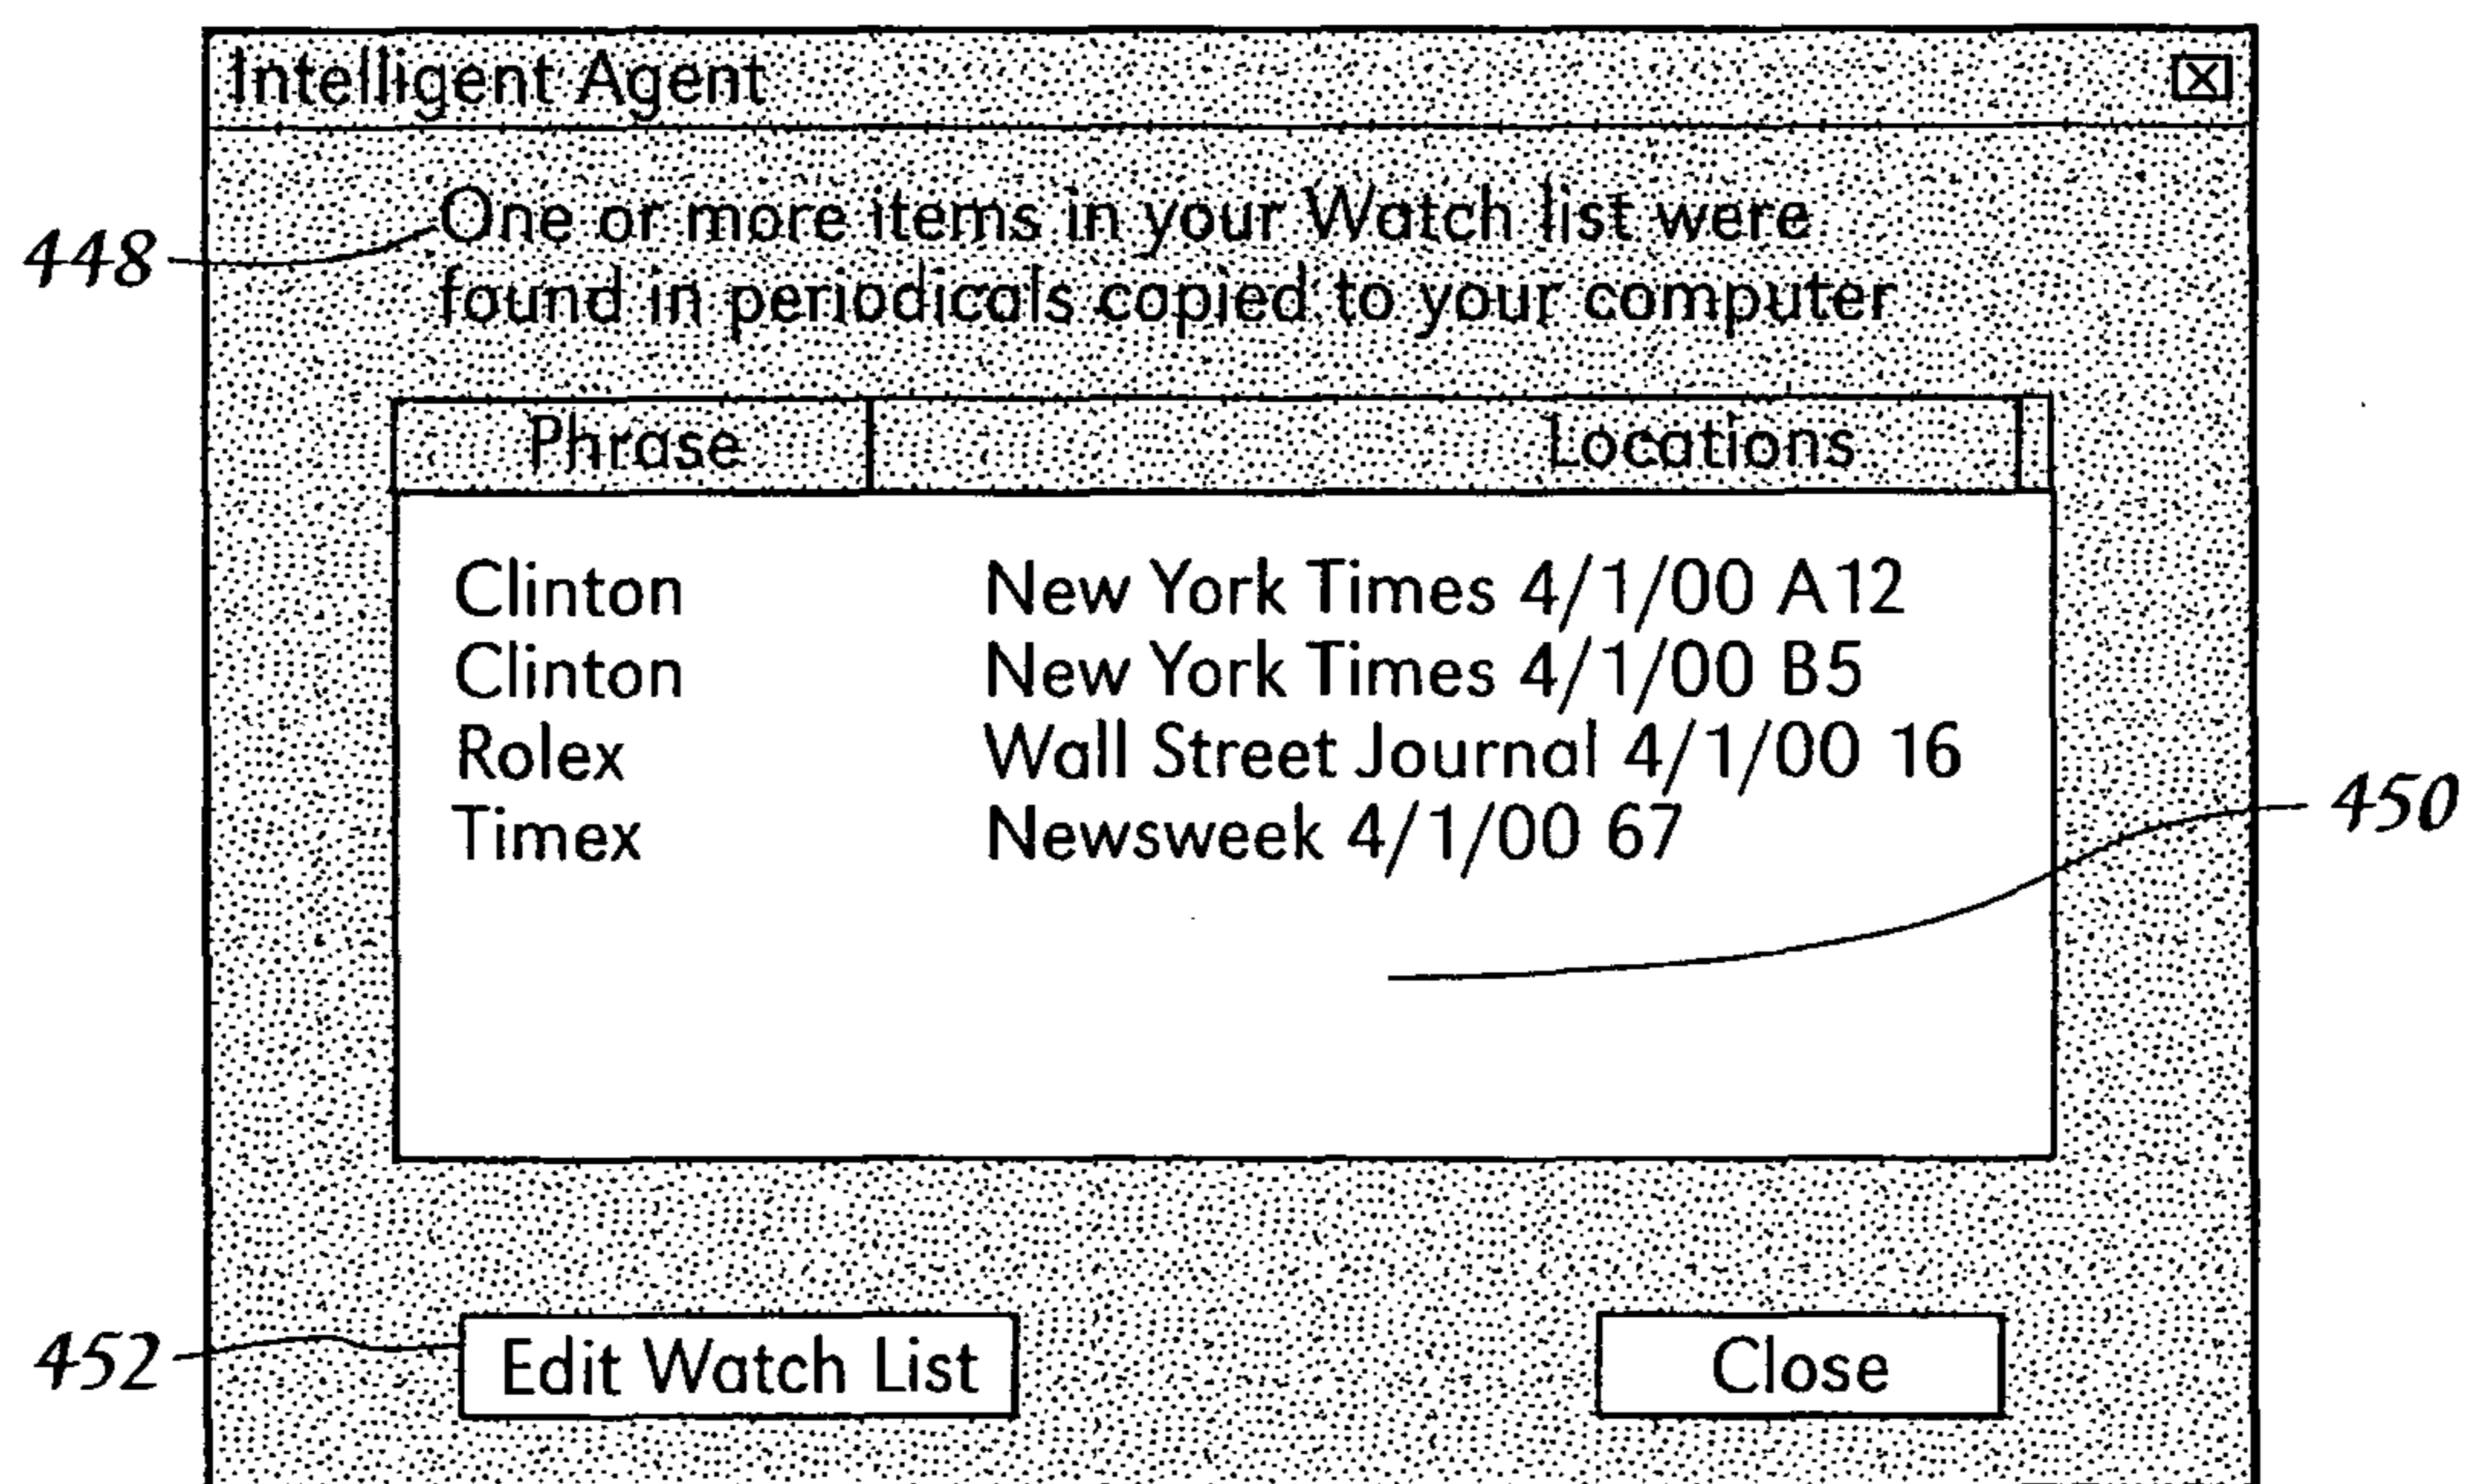 Intelligent Agent
448
One or more items in your Watch list were
found in periodicals copied to your computer
Phrase Locations
Clinton New York Times 4/1/00 A12
Clinton New York Times 4/1/00 B5
Rolex Wall Street Journal 4/1/00 16
Timex Newsweek 4/1/00 67
450
452
Edit Watch List Close